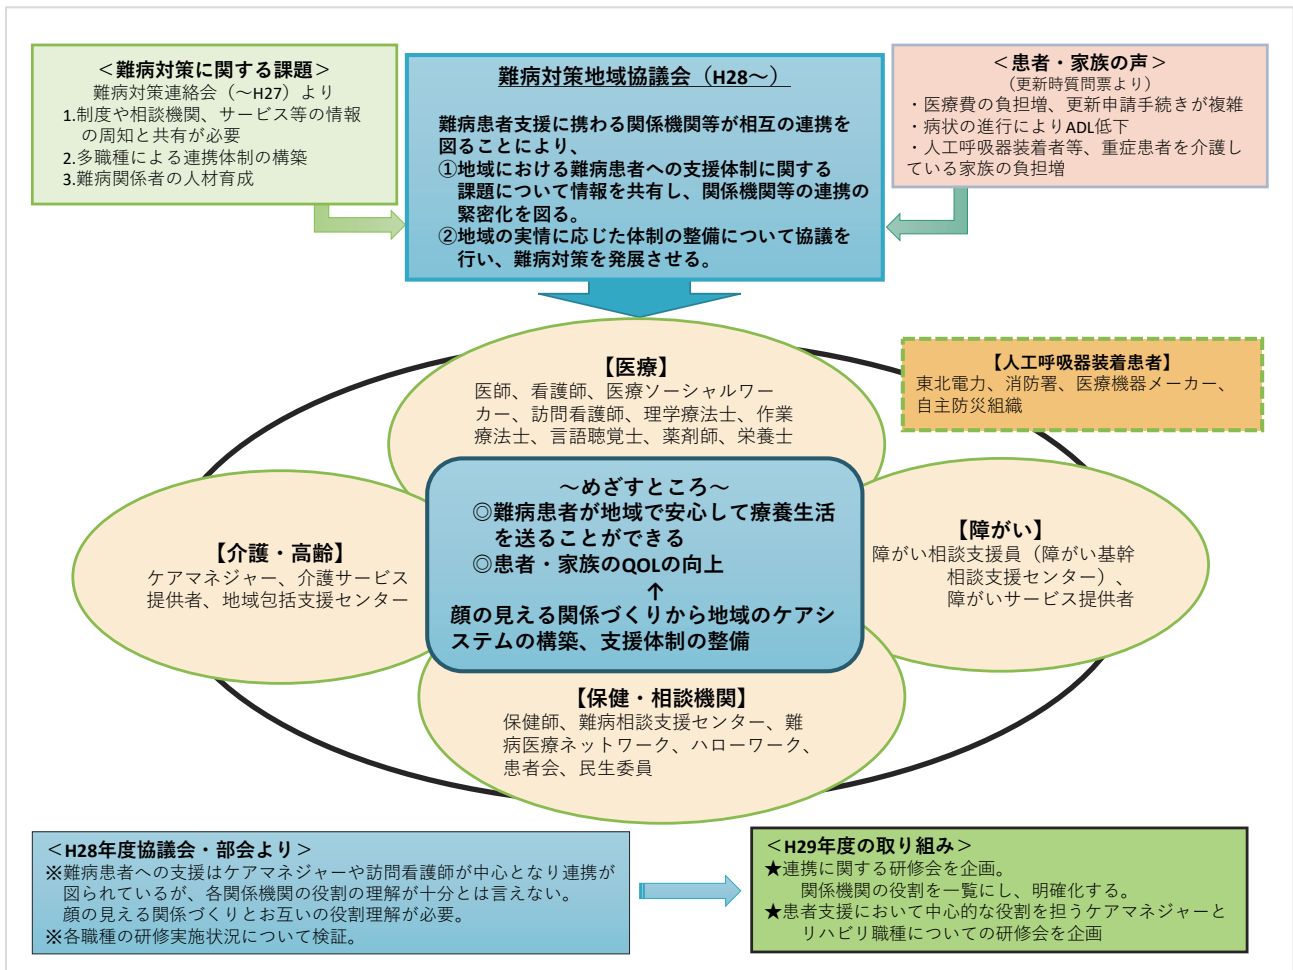 ＜難病対策に関する課題＞
難病対策連絡会（～H27）より
1.制度や相談機関、サービス等の情報
の周知と共有が必要
2.多職種による連携体制の構築
3.難病関係者の人材育成
難病対策地域協議会（H28～）
難病患者支援に携わる関係機関等が相互の連携を
図ることにより、
①地域における難病患者への支援体制に関する
課題について情報を共有し、関係機関等の連携の
緊密化を図る。
②地域の実情に応じた体制の整備について協議を
行い、難病対策を発展させる。
＜患者・家族の声＞
（更新時質問票より）
・医療費の負担増、更新申請手続きが複雑
・病状の進行によりADL低下
・人工呼吸器装着者等、重症患者を介護し
ている家族の負担増
【医療】
医師、看護師、医療ソーシャルワー
カー、訪問看護師、理学療法士、作業
療法士、言語聴覚士、薬剤師、栄養士
【人工呼吸器装着患者】
東北電力、消防署、医療機器メーカー、
自主防災組織
【介護・高齢】
ケアマネジャー、介護サービス
提供者、地域包括支援センター
～めざすところ～
◎難病患者が地域で安心して療養生活
を送ることができる
◎患者・家族のQOLの向上
↑
顔の見える関係づくりから地域のケアシ
ステムの構築、支援体制の整備
【障がい】
障がい相談支援員（障がい基幹
相談支援センター）、
障がいサービス提供者
【保健・相談機関】
保健師、難病相談支援センター、難
病医療ネットワーク、ハローワーク、
患者会、民生委員
＜H28年度協議会・部会より＞
※難病患者への支援はケアマネジャーや訪問看護師が中心となり連携が
図られているが、各関係機関の役割の理解が十分とは言えない。
顔の見える関係づくりとお互いの役割理解が必要。
※各職種の研修実施状況について検証。
＜H29年度の取り組み＞
★連携に関する研修会を企画。
関係機関の役割を一覧にし、明確化する。
★患者支援において中心的な役割を担うケアマネジャーと
リハビリ職種についての研修会を企画